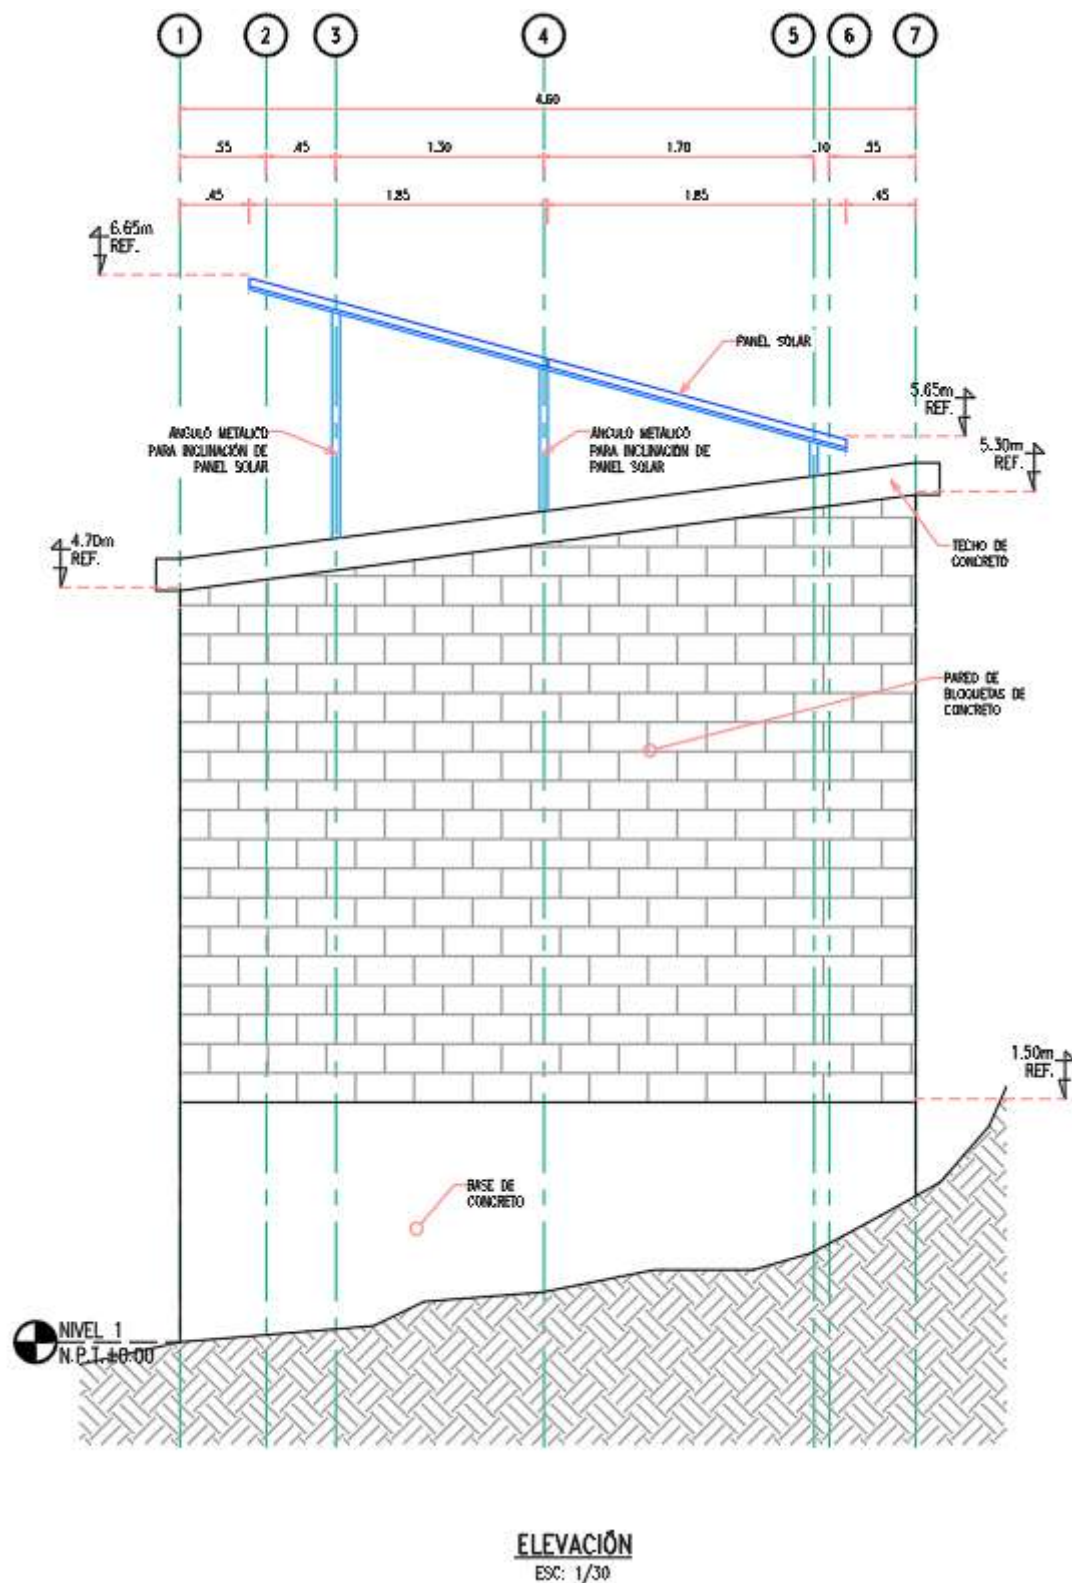 1 2 3 4 5 6 7
4.60
.55 .45 1.30 1.70 .10 .55
.45 1.85 1.85 .45
6.65m
REF.
PANEL SOLAR
5.65m
REF.
ANGULO METALICO
PARA INCLINACIÓN DE
PANEL SOLAR
ANGULO METALICO
PARA INCLINACIÓN DE
PANEL SOLAR
5.30m
REF.
4.70m
REF.
TECHO DE
CONCRETO
PARED DE
BLOQUETAS DE
CONCRETO
1.50m
REF.
BASE DE
CONCRETO
NIVEL 1
N.P.T.±0.00
ELEVACIÓN
ESC: 1/30